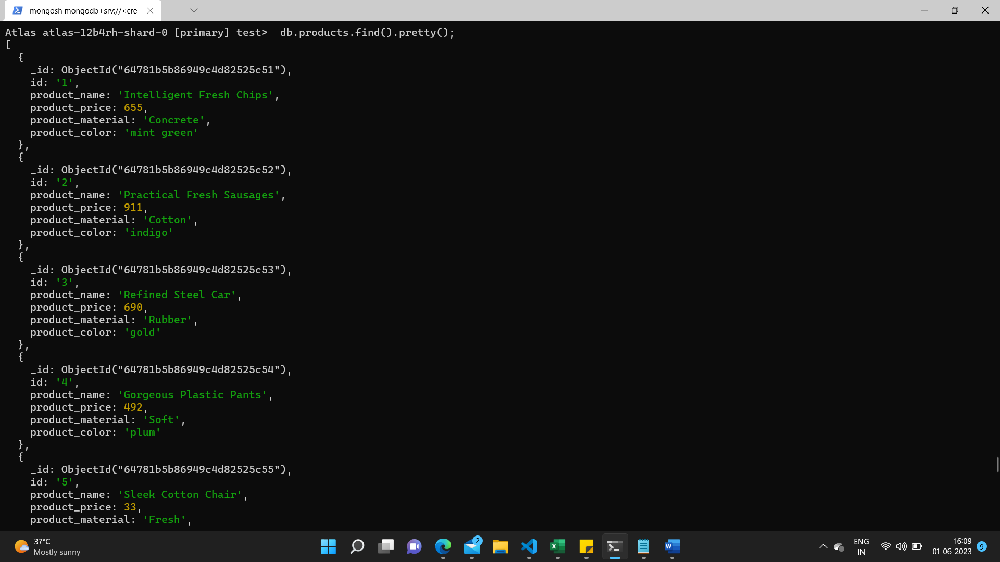 mongosh mongodb+srv://<cre
Atlas atlas-12b4rh-shard-0 [primary] test>  db.products.find().pretty();
[
  {
    _id: ObjectId("64781b5b86949c4d82525c51"),
    id: '1',
    product_name: 'Intelligent Fresh Chips',
    product_price: 655,
    product_material: 'Concrete',
    product_color: 'mint green'
  },
  {
    _id: ObjectId("64781b5b86949c4d82525c52"),
    id: '2',
    product_name: 'Practical Fresh Sausages',
    product_price: 911,
    product_material: 'Cotton',
    product_color: 'indigo'
  },
  {
    _id: ObjectId("64781b5b86949c4d82525c53"),
    id: '3',
    product_name: 'Refined Steel Car',
    product_price: 690,
    product_material: 'Rubber',
    product_color: 'gold'
  },
  {
    _id: ObjectId("64781b5b86949c4d82525c54"),
    id: '4',
    product_name: 'Gorgeous Plastic Pants',
    product_price: 492,
    product_material: 'Soft',
    product_color: 'plum'
  },
  {
    _id: ObjectId("64781b5b86949c4d82525c55"),
    id: '5',
    product_name: 'Sleek Cotton Chair',
    product_price: 33,
    product_material: 'Fresh',
37°C
Mostly sunny
2
ENG
IN
16:09
01-06-2023
9